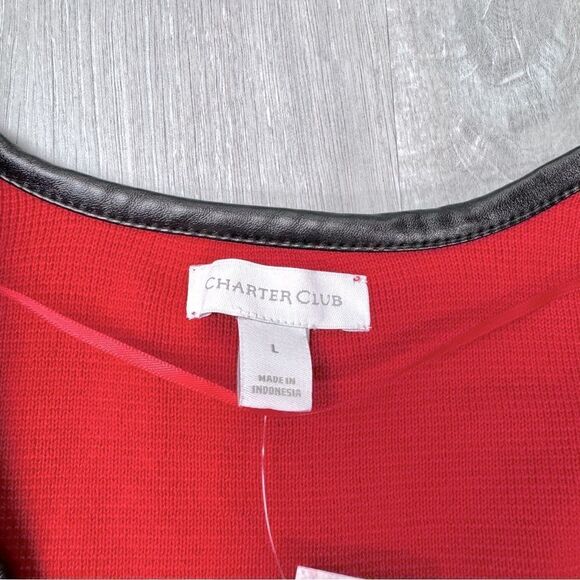 CHARTER CLUB
L
MADE IN
INDONESIA